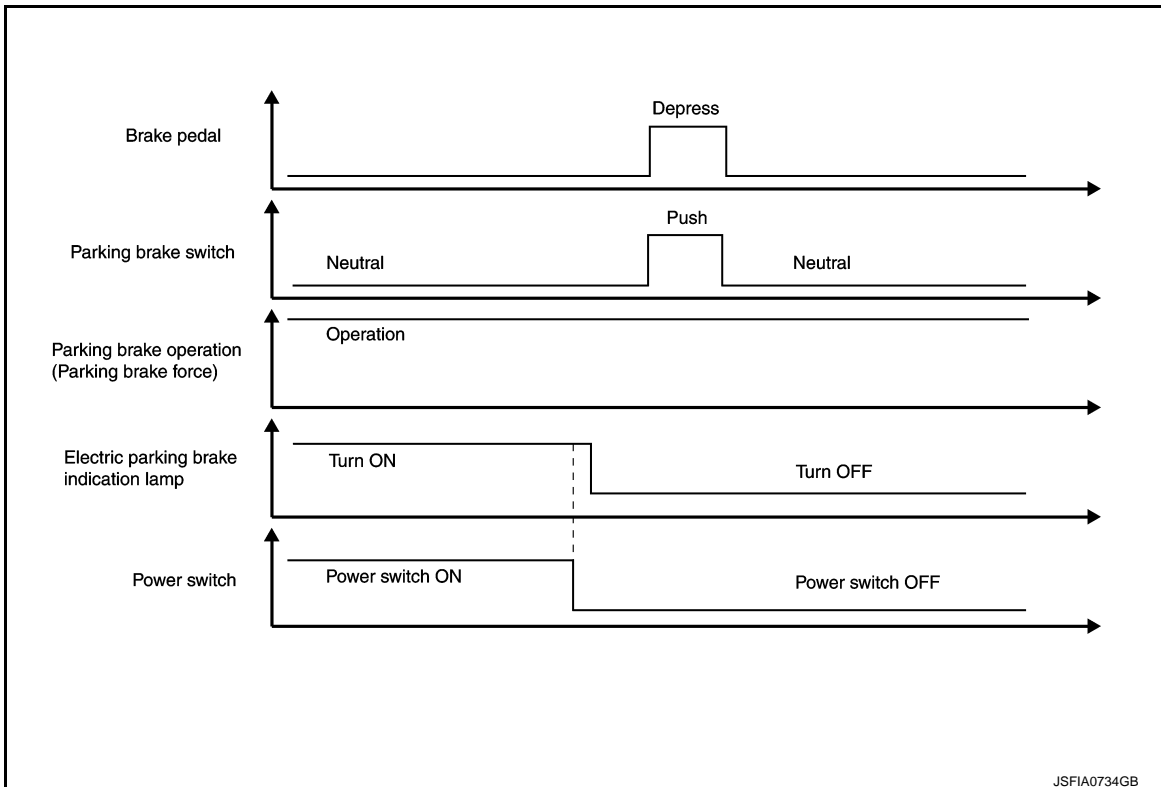 Depress
Brake pedal
Push
Parking brake switch
Neutral
Neutral
Operation
Parking brake operation
(Parking brake force)
Electric parking brake
indication lamp
Turn ON
Turn OFF
Power switch
Power switch ON
Power switch OFF
JSFIA0734GB